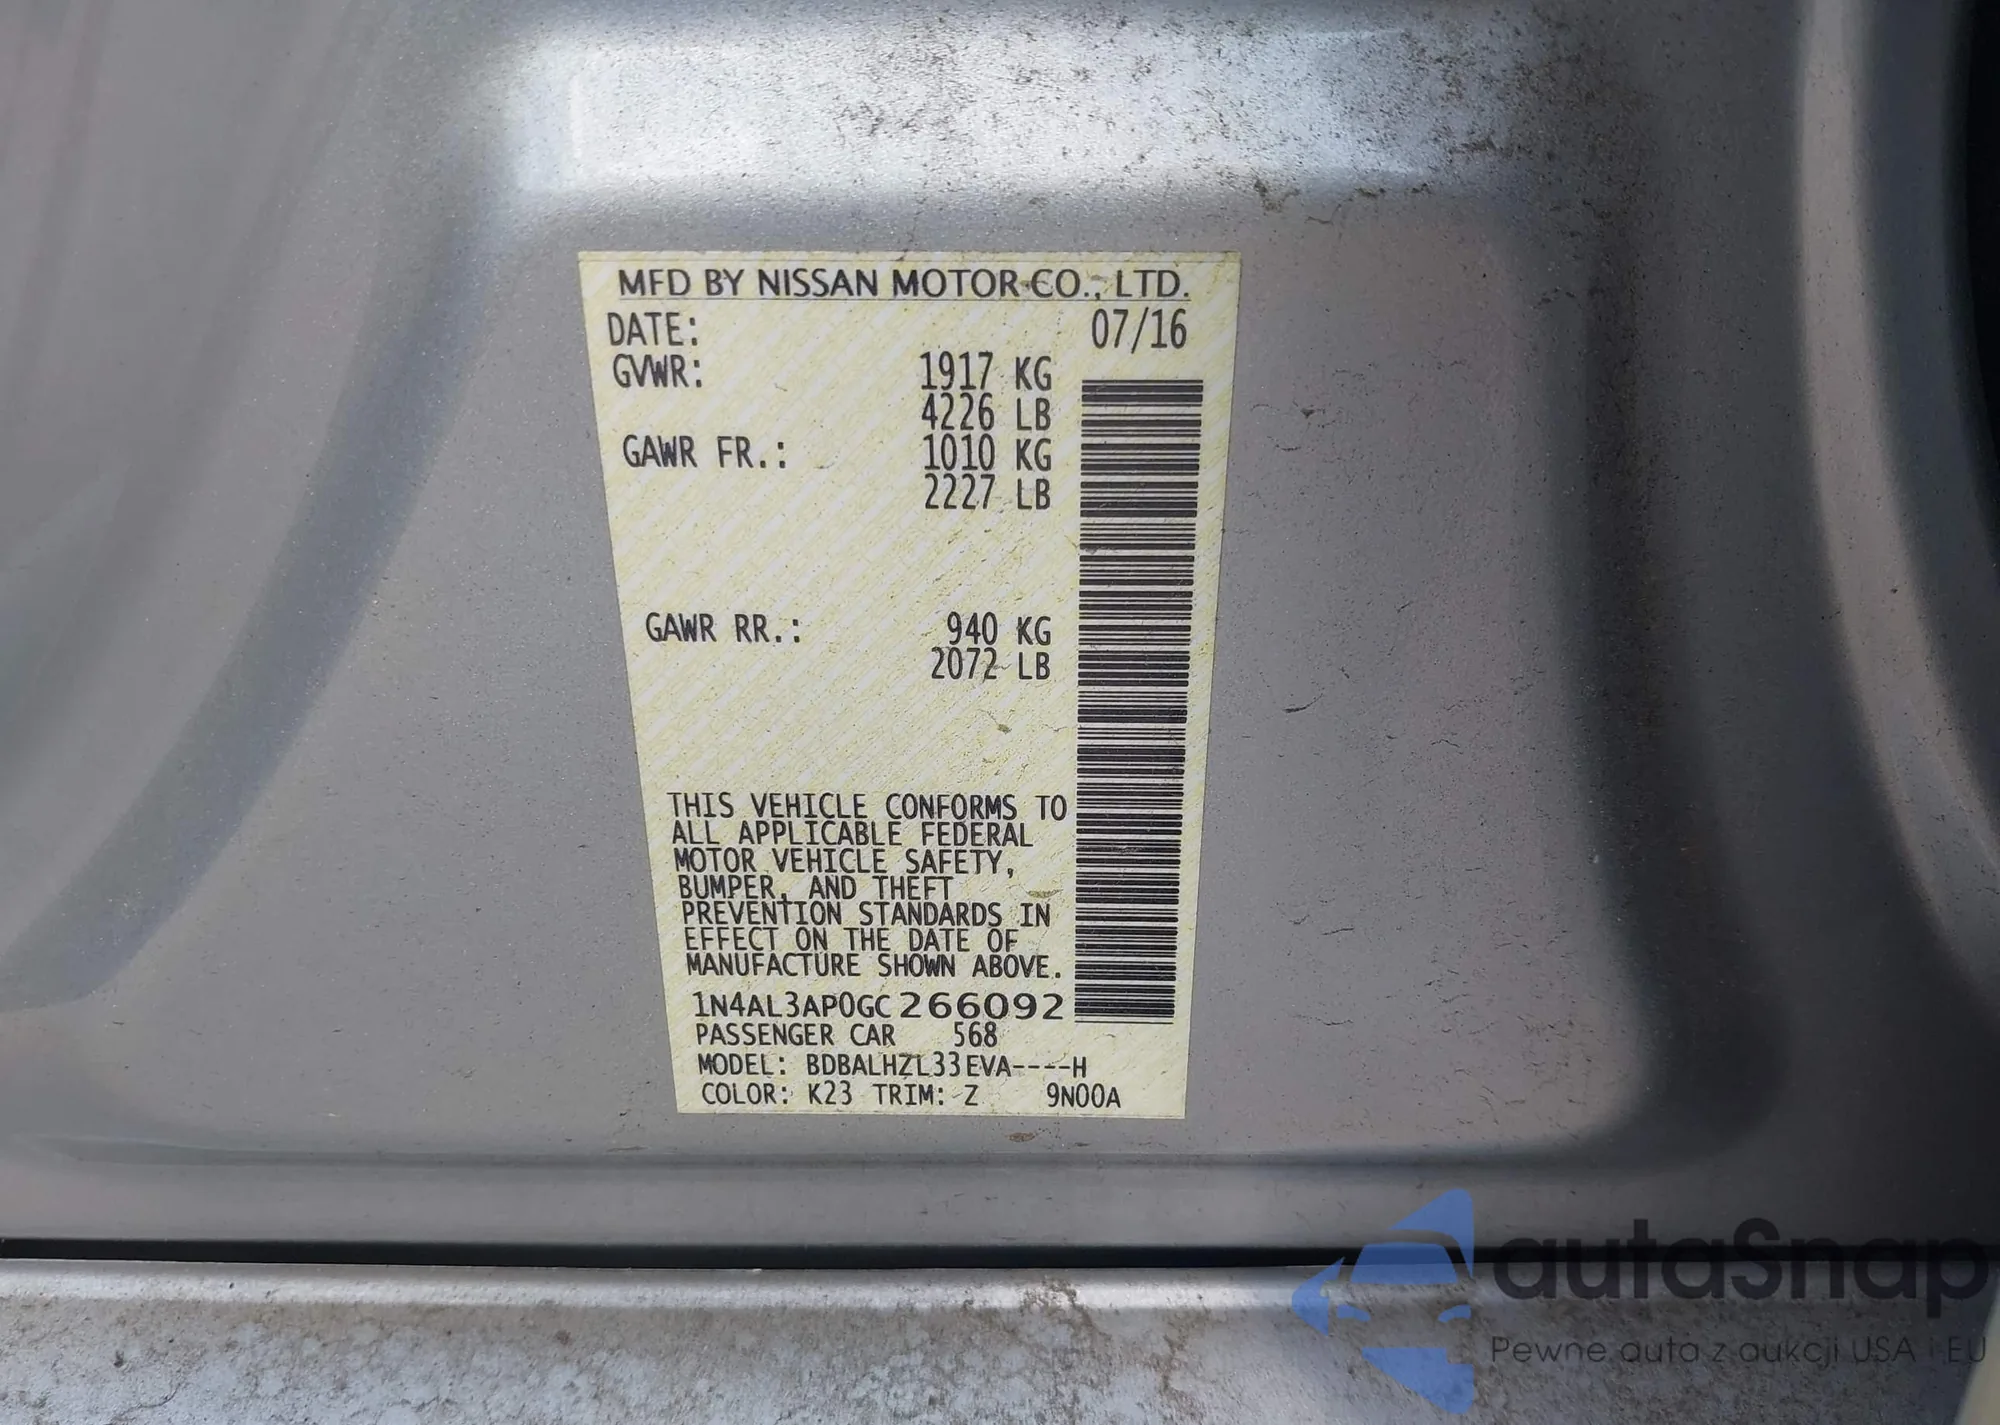 MFD BY NISSAN MOTOR CO., LTD.
DATE: 07/16
GVWR: 1917 KG
4226 LB
GAWR FR.: 1010 KG
2227 LB
GAWR RR.: 940 KG
2072 LB
THIS VEHICLE CONFORMS TO
ALL APPLICABLE FEDERAL
MOTOR VEHICLE SAFETY,
BUMPER, AND THEFT
PREVENTION STANDARDS IN
EFFECT ON THE DATE OF
MANUFACTURE SHOWN ABOVE.
1N4AL3AP0GC266092
PASSENGER CAR 568
MODEL: BDBALHZL33EVA----H
COLOR: K23 TRIM: Z 9N00A
autaSnap
Pewne auta z aukcji USA i EU